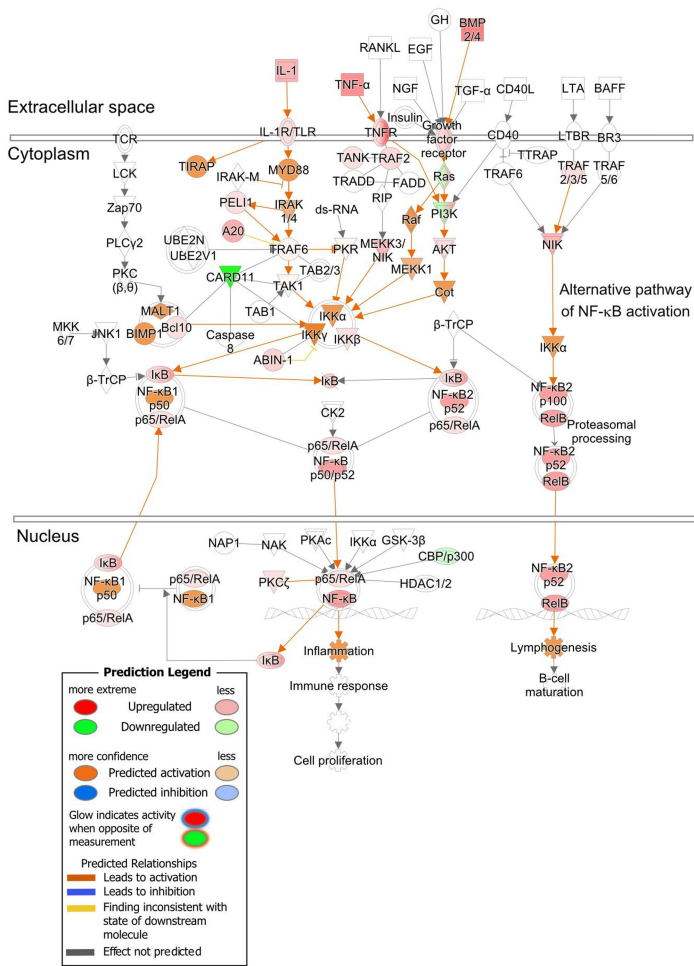 GH
BMP
2/4
RANKL
EGF
IL-1
TNF-α
NGF
TGF-α
CD40L
LTA
BAFF
Extracellular space
Insulin
TCR
IL-1R/TLR
TNFR
Growth
factor
receptor
CD40
LTBR
BR3
Cytoplasm
TIRAP
MYD88
TANK
TRAF2
TTRAP
LCK
IRAK-M
TRADD
FADD
Ras
TRAF6
TRAF
2/3/5
TRAF
5/6
PELI1
IRAK
1/4
RIP
Zap70
ds-RNA
Raf
PI3K
A20
PLCγ2
UBE2N
UBE2V1
TRAF6
PKR
MEKK3/
NIK
AKT
NIK
PKC
(β,θ)
CARD11
TAB2/3
MEKK1
TAK1
Cot
Alternative pathway
of NF-κB activation
MALT1
TAB1
IKKα
Bcl10
MKK
6/7
JNK1
BIMP1
IKKγ
β-TrCP
Caspase
8
IKKβ
IKKα
ABIN-1
β-TrCP
IκB
IκB
IκB
NF-κB1
p50
p65/RelA
NF-κB2
p52
p65/RelA
NF-κB2
p100
RelB
CK2
Proteasomal
processing
p65/RelA
NF-κB
p50/p52
NF-κB2
p52
RelB
Nucleus
NAP1
NAK
PKAc
IKKα
GSK-3β
CBP/p300
IκB
NF-κB1
p50
p65/RelA
p65/RelA
NF-κB1
PKCζ
p65/RelA
NF-κB
HDAC1/2
NF-κB2
p52
RelB
IκB
Inflammation
Lymphogenesis
Immune response
B-cell
maturation
Cell proliferation
Prediction Legend
more extreme less
Upregulated
Downregulated
more confidence less
Predicted activation
Predicted inhibition
Glow indicates activity
when opposite of
measurement
Predicted Relationships
Leads to activation
Leads to inhibition
Finding inconsistent with
state of downstream
molecule
Effect not predicted